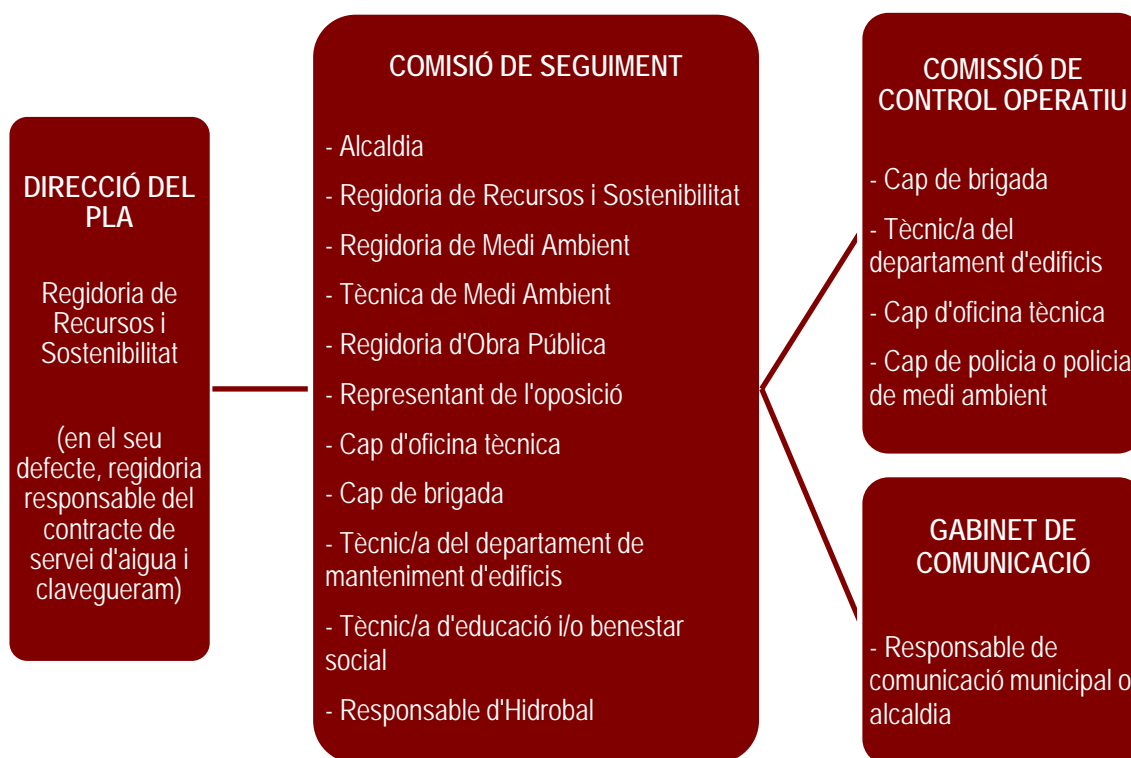 DIRECCIÓ DEL
PLA
Regidoria de
Recursos i
Sostenibilitat
(en el seu
defecte, regidoria
responsable del
contracte de
servei d'aigua i
clavegueram)
COMISIÓ DE SEGUIMENT
- Alcaldia
- Regidoria de Recursos i Sostenibilitat
- Regidoria de Medi Ambient
- Tècnica de Medi Ambient
- Regidoria d'Obra Pública
- Representant de l'oposició
- Cap d'oficina tècnica
- Cap de brigada
- Tècnic/a del departament de
manteniment d'edificis
- Tècnic/a d'educació i/o benestar
social
- Responsable d'Hidrobal
COMISSIÓ DE
CONTROL OPERATIU
- Cap de brigada
- Tècnic/a del
departament d'edificis
- Cap d'oficina tècnica
- Cap de policia o policia
de medi ambient
GABINET DE
COMUNICACIÓ
- Responsable de
comunicació municipal o
alcaldia